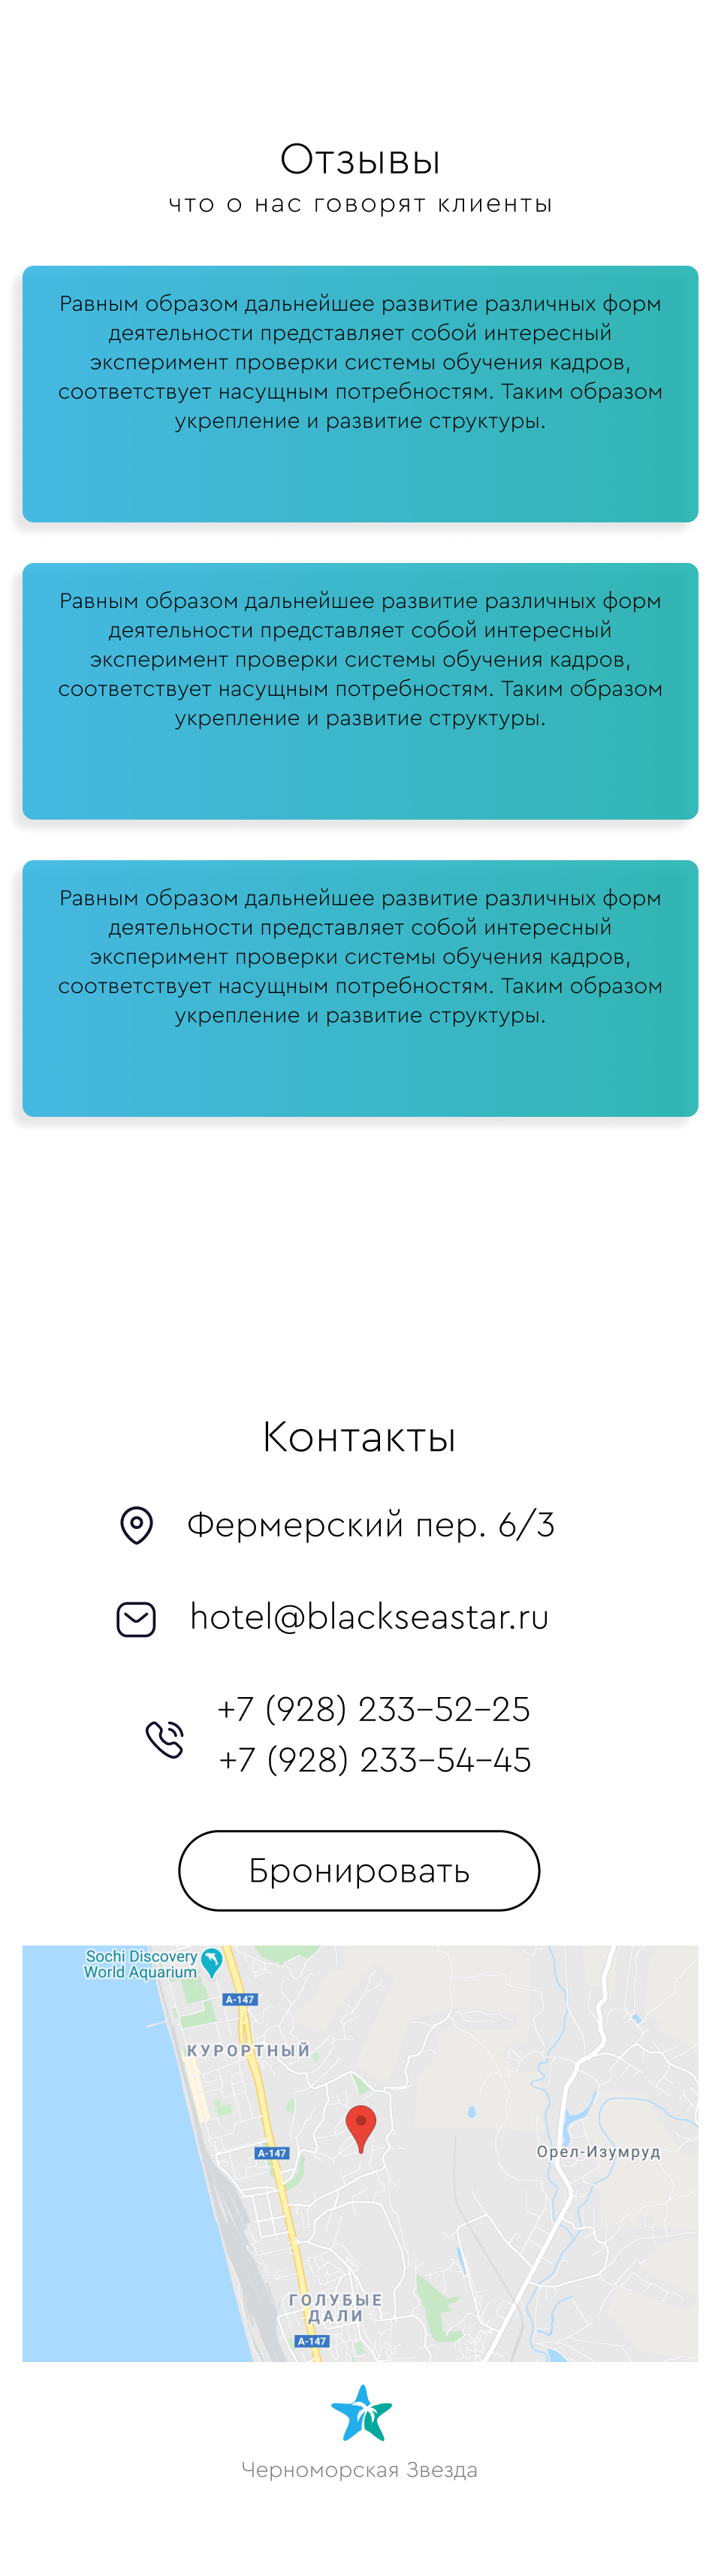 Отзывы
что о нас говорят клиенты
Равным образом дальнейшее развитие различных форм
деятельности представляет собой интересный
эксперимент проверки системы обучения кадров,
соответствует насущным потребностям. Таким образом
укрепление и развитие структуры.
Равным образом дальнейшее развитие различных форм
деятельности представляет собой интересный
эксперимент проверки системы обучения кадров,
соответствует насущным потребностям. Таким образом
укрепление и развитие структуры.
Равным образом дальнейшее развитие различных форм
деятельности представляет собой интересный
эксперимент проверки системы обучения кадров,
соответствует насущным потребностям. Таким образом
укрепление и развитие структуры.
Контакты
Фермерский пер. 6/3
hotel@blackseastar.ru
+7 (928) 233-52-25
+7 (928) 233-54-45
Бронировать
Sochi Discovery
World Aquarium
A-147
КУРОРТНЫЙ
A-147
Орел-Изумруд
ГОЛУБЫЕ
ДАЛИ
A-147
Черноморская Звезда